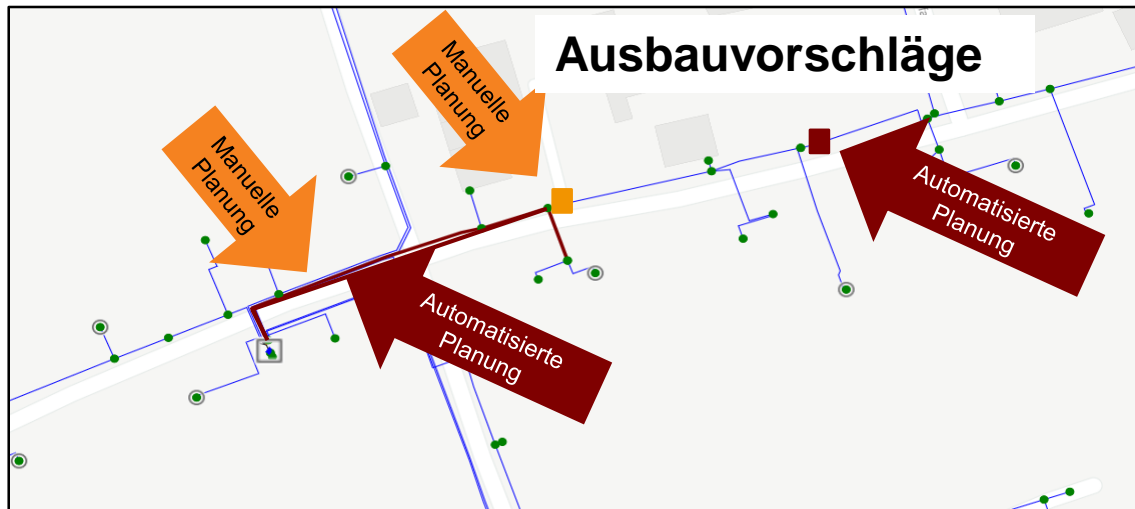 Ausbauvorschläge
Manuelle
Planung
Manuelle
Planung
Automatisierte
Planung
Automatisierte
Planung